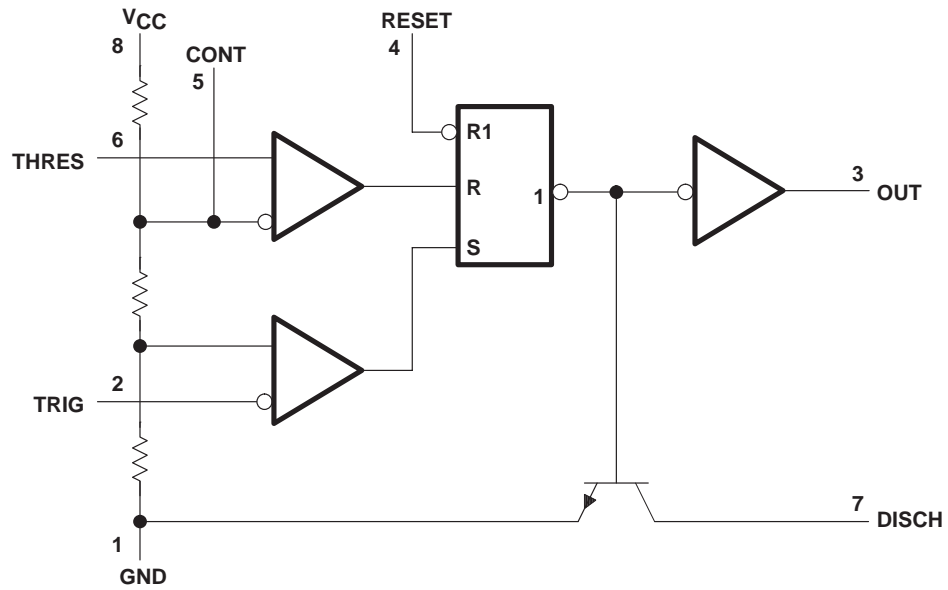 VCC
8
RESET
4
CONT
5
6
THRES
R1
R
1
S
3
OUT
2
TRIG
7
DISCH
1
GND